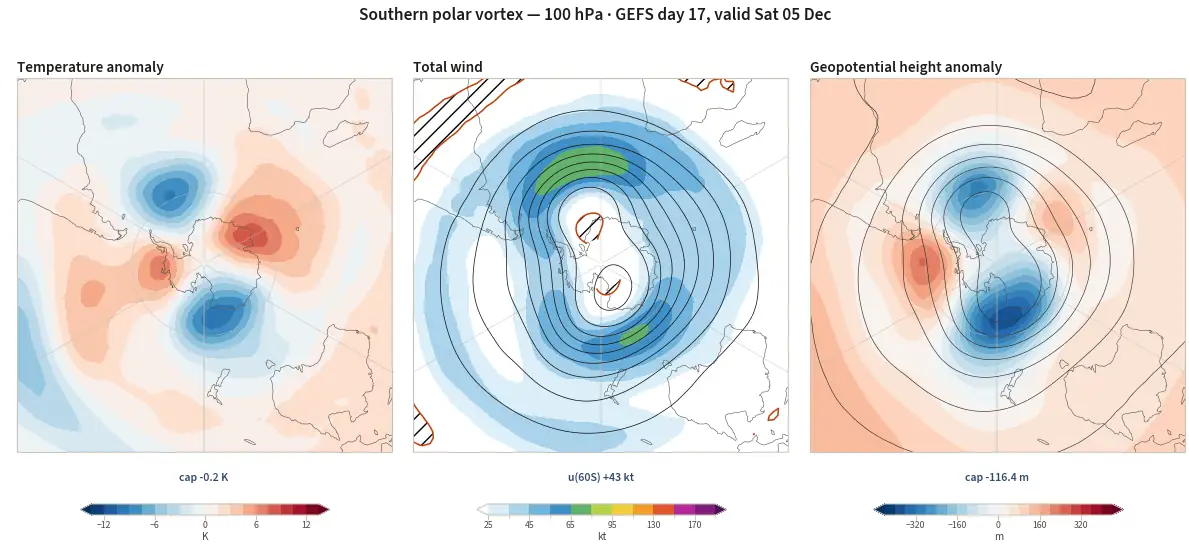 Southern polar vortex — 100 hPa · GEFS day 17, valid Sat 05 Dec
Temperature anomaly
Total wind
Geopotential height anomaly
cap -0.2 K
u(60S) +43 kt
cap -116.4 m
−12 −6 0 6 12
K
25 45 65 95 130 170
kt
−320 −160 0 160 320
m